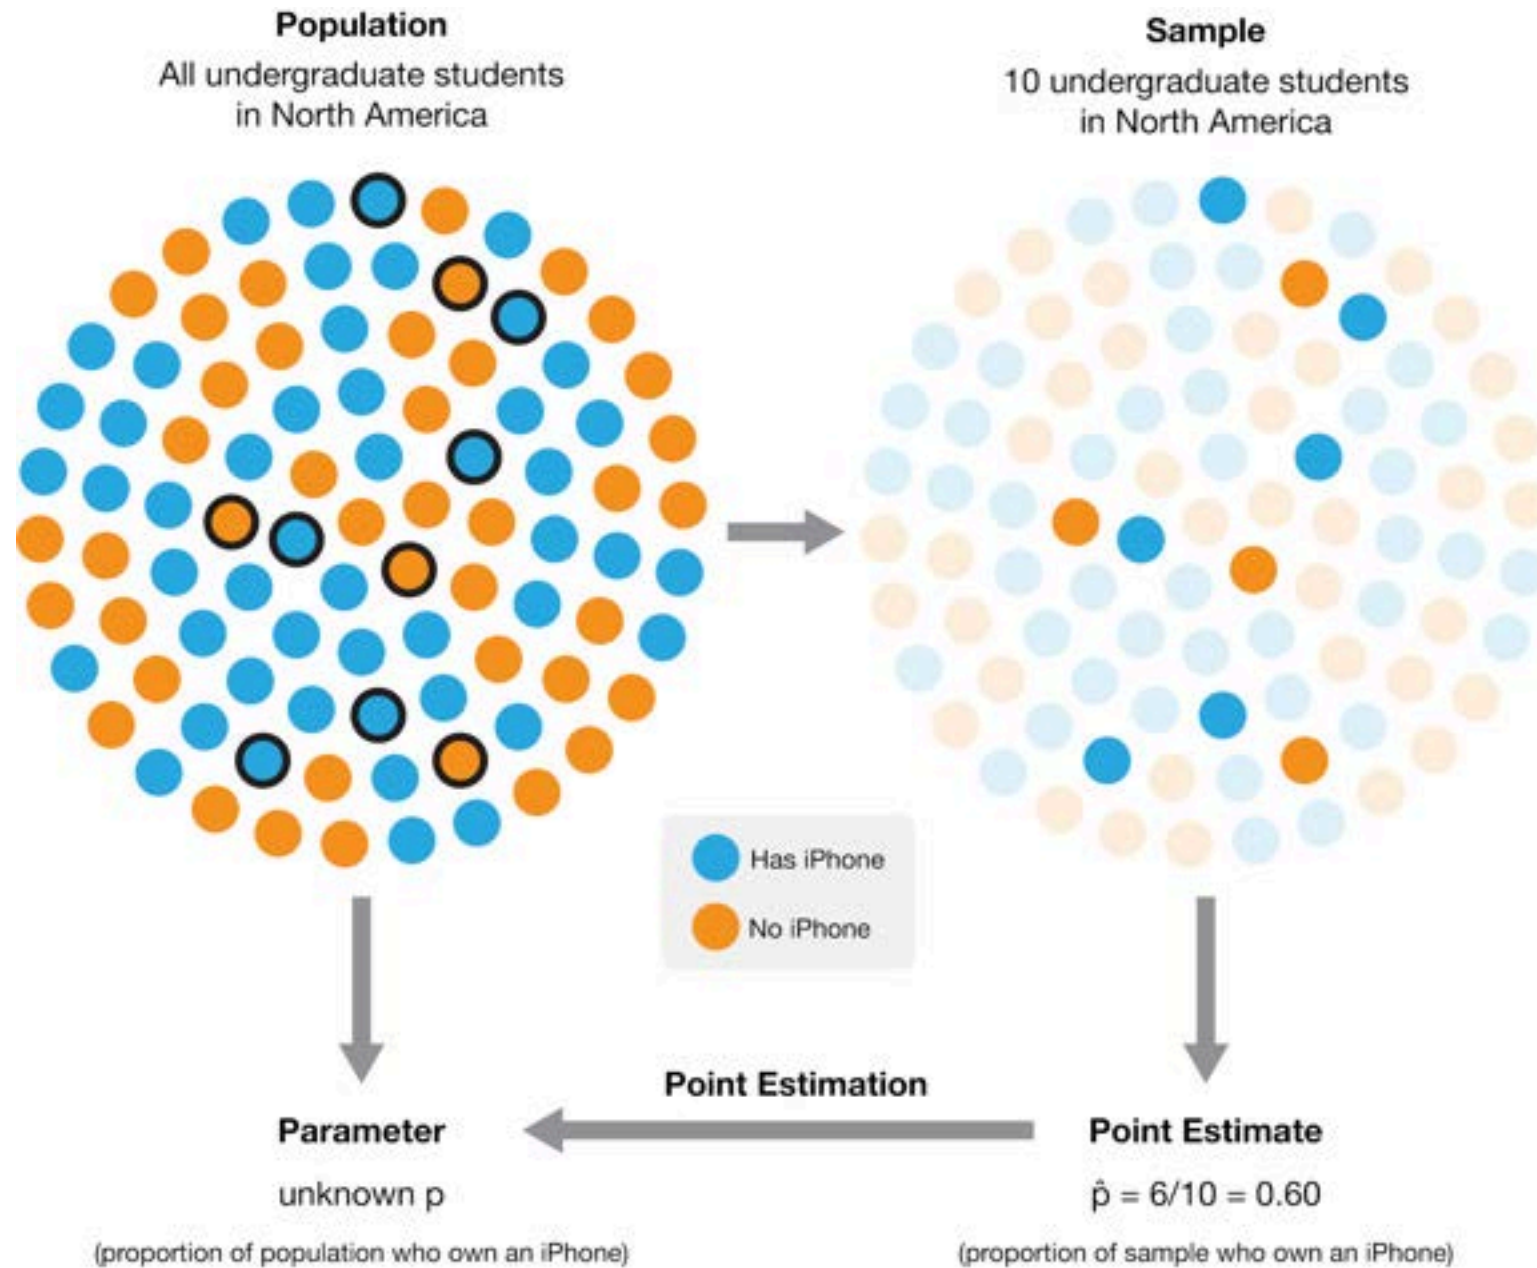 Population
All undergraduate students
in North America
Sample
10 undergraduate students
in North America
Has iPhone
No iPhone
Point Estimation
Parameter
unknown p
(proportion of population who own an iPhone)
Point Estimate
p̂ = 6/10 = 0.60
(proportion of sample who own an iPhone)